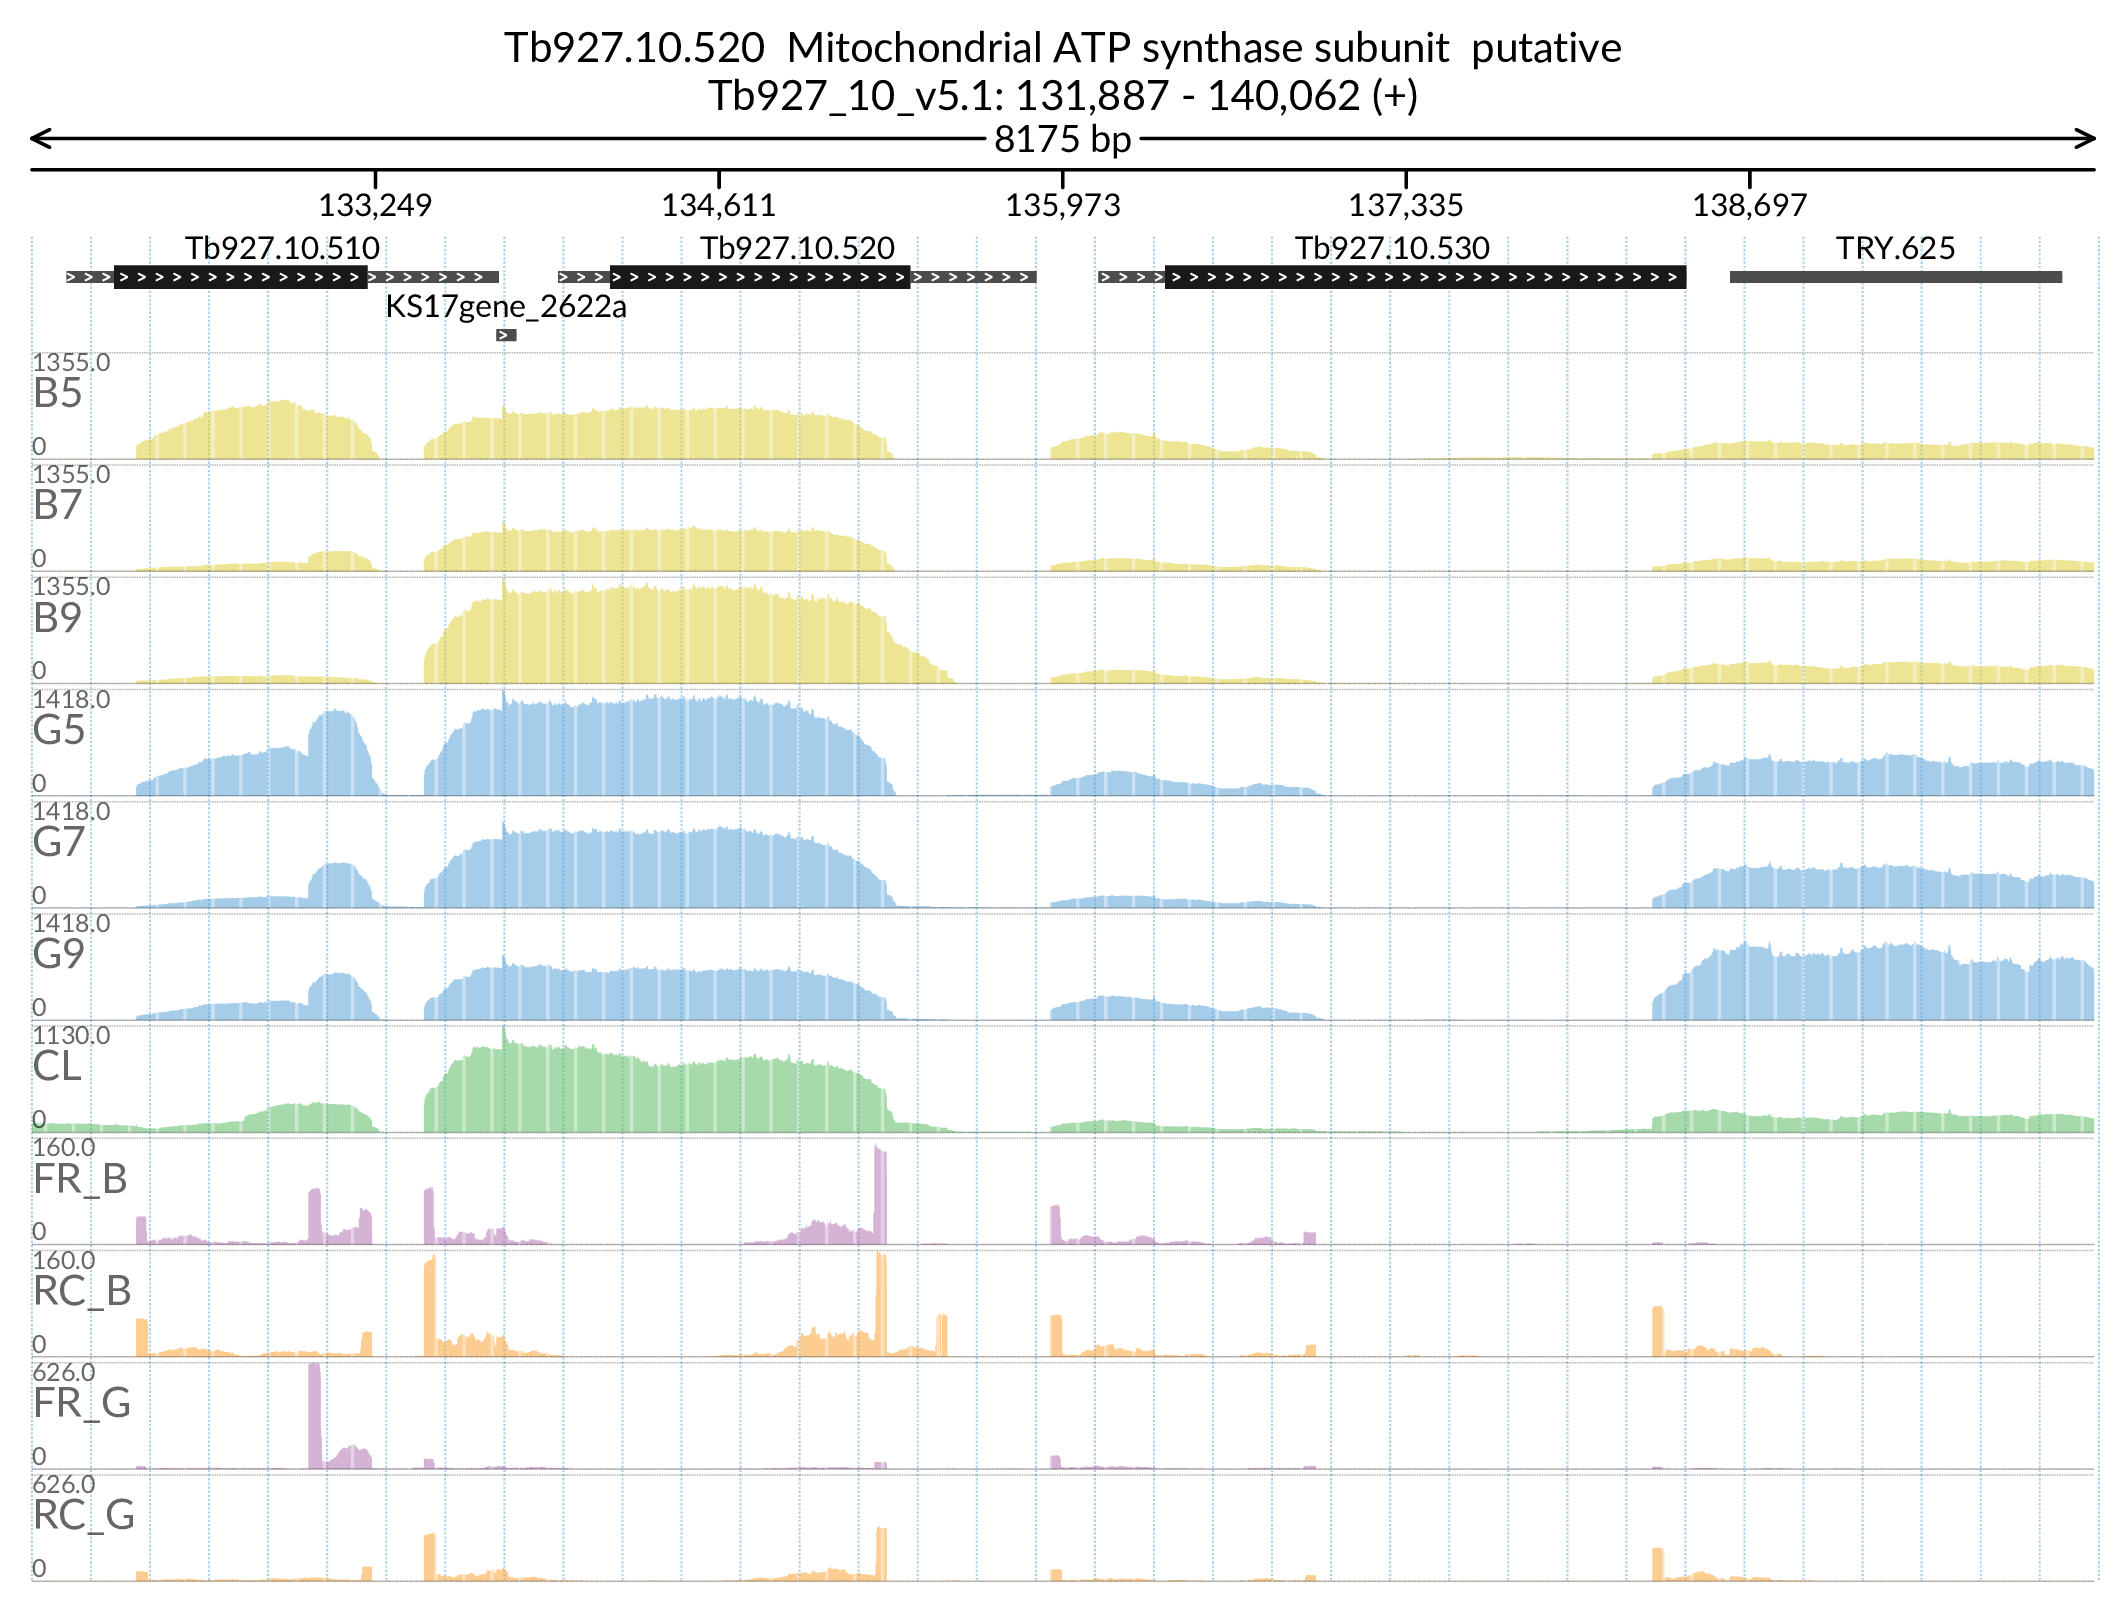 Tb927.10.520  Mitochondrial ATP synthase subunit  putative
Tb927_10_v5.1: 131,887 - 140,062 (+)
8175 bp
133,249 134,611 135,973 137,335 138,697
Tb927.10.510 Tb927.10.520 Tb927.10.530 TRY.625
KS17gene_2622a
1355.0
B5
0
1355.0
B7
0
1355.0
B9
0
1418.0
G5
0
1418.0
G7
0
1418.0
G9
0
1130.0
CL
0
160.0
FR_B
0
160.0
RC_B
0
626.0
FR_G
0
626.0
RC_G
0